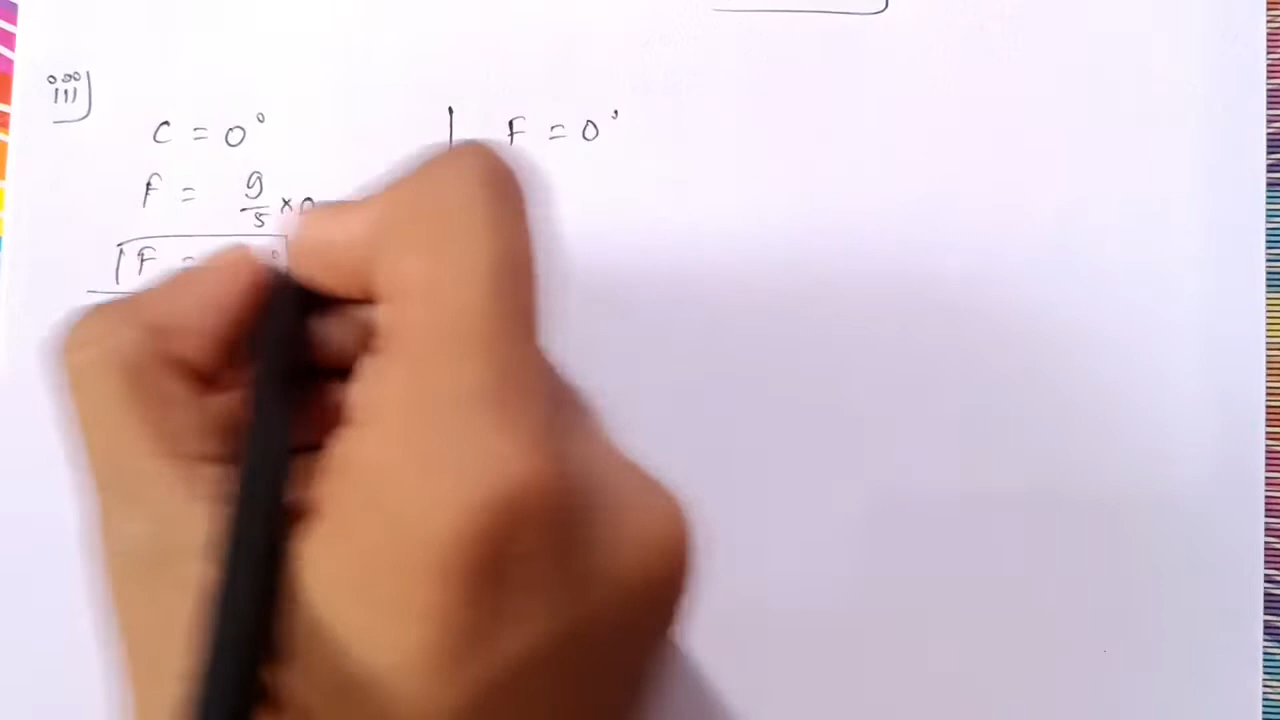 iii)
C = 0°
F = 0°
F = 9/5 ×
F =